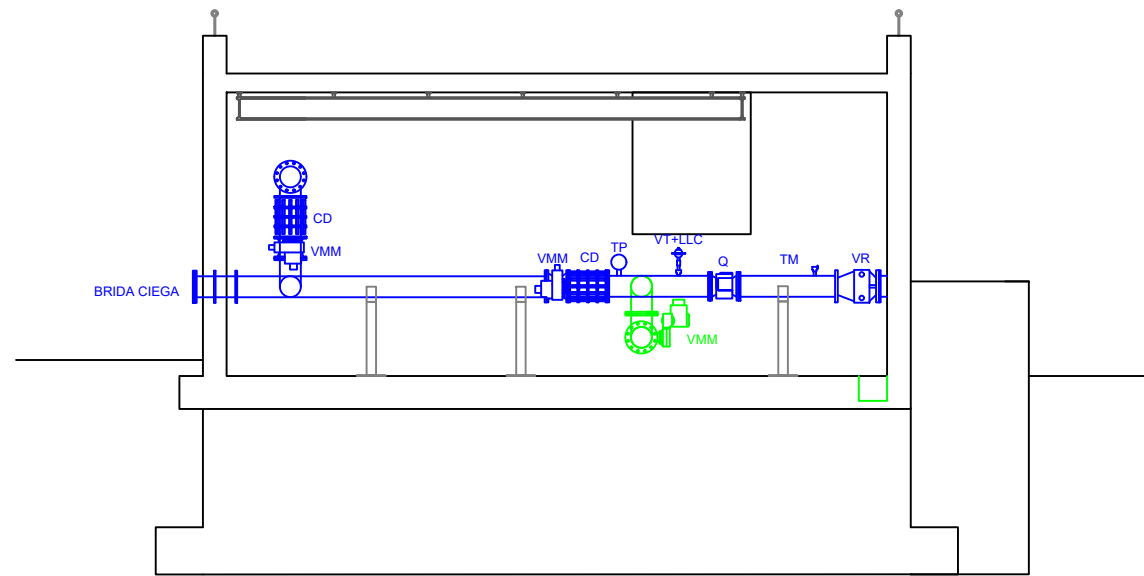 CD
VMM
BRIDA CIEGA
VMM
CD
TP
VT+LLC
Q
TM
VR
VMM